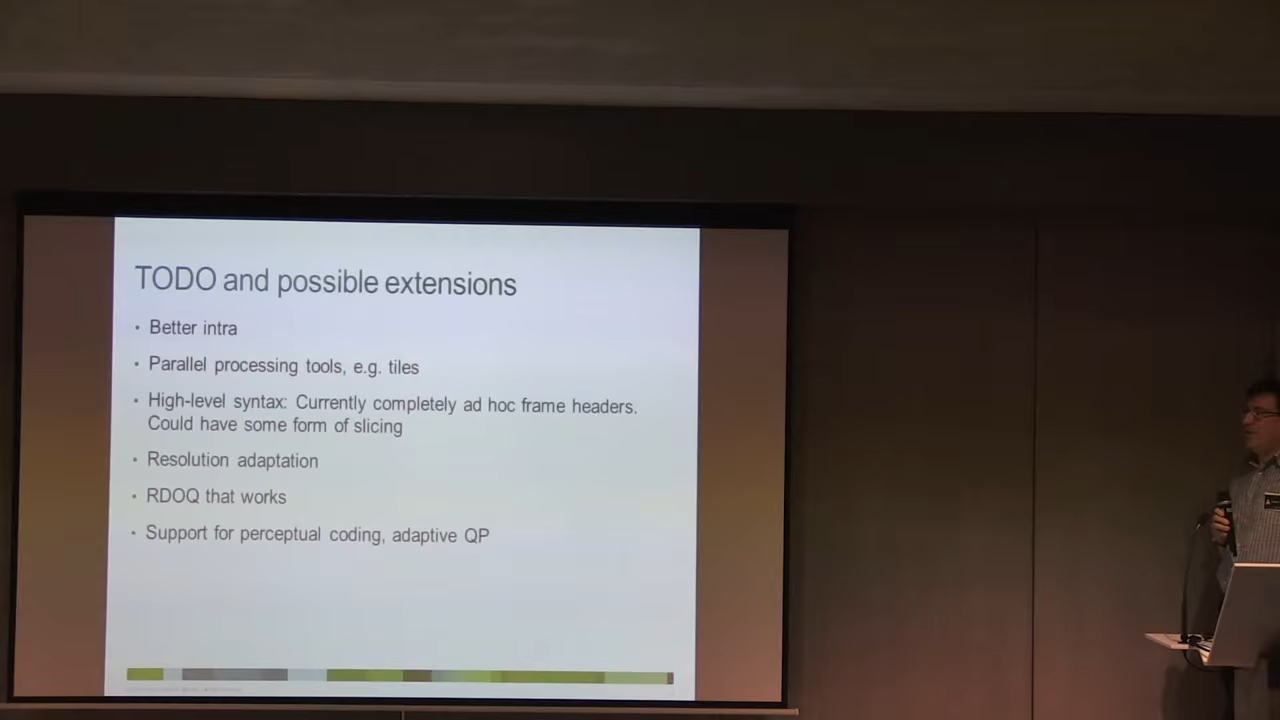 TODO and possible extensions
• Better intra
• Parallel processing tools, e.g. tiles
• High-level syntax: Currently completely ad hoc frame headers.
Could have some form of slicing
• Resolution adaptation
• RDOQ that works
• Support for perceptual coding, adaptive QP